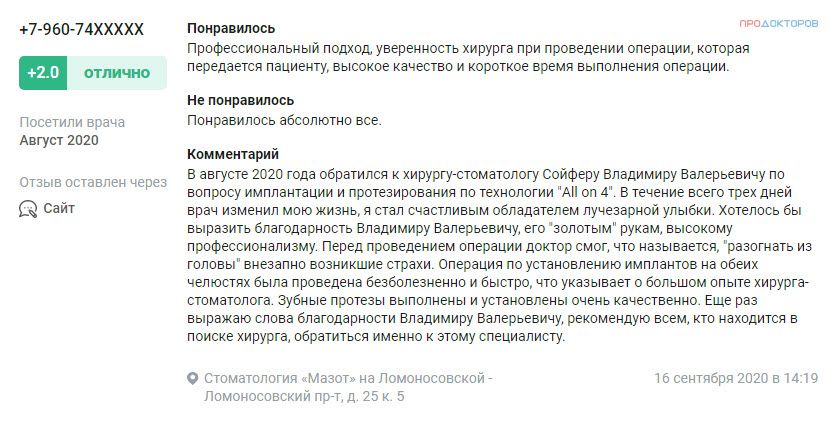 +7-960-74XXXXX
+2.0 отлично
Посетили врача
Август 2020
Отзыв оставлен через
Сайт
ПРОДОКТОРОВ
Понравилось
Профессиональный подход, уверенность хирурга при проведении операции, которая
передается пациенту, высокое качество и короткое время выполнения операции.
Не понравилось
Понравилось абсолютно все.
Комментарий
В августе 2020 года обратился к хирургу-стоматологу Сойферу Владимиру Валерьевичу по
вопросу имплантации и протезирования по технологии "All on 4". В течение всего трех дней
врач изменил мою жизнь, я стал счастливым обладателем лучезарной улыбки. Хотелось бы
выразить благодарность Владимиру Валерьевичу, его "золотым" рукам, высокому
профессионализму. Перед проведением операции доктор смог, что называется, "разогнать из
головы" внезапно возникшие страхи. Операция по установлению имплантов на обеих
челюстях была проведена безболезненно и быстро, что указывает о большом опыте хирурга-
стоматолога. Зубные протезы выполнены и установлены очень качественно. Еще раз
выражаю слова благодарности Владимиру Валерьевичу, рекомендую всем, кто находится в
поиске хирурга, обратиться именно к этому специалисту.
Стоматология «Мазот» на Ломоносовской -
Ломоносовский пр-т, д. 25 к. 5
16 сентября 2020 в 14:19